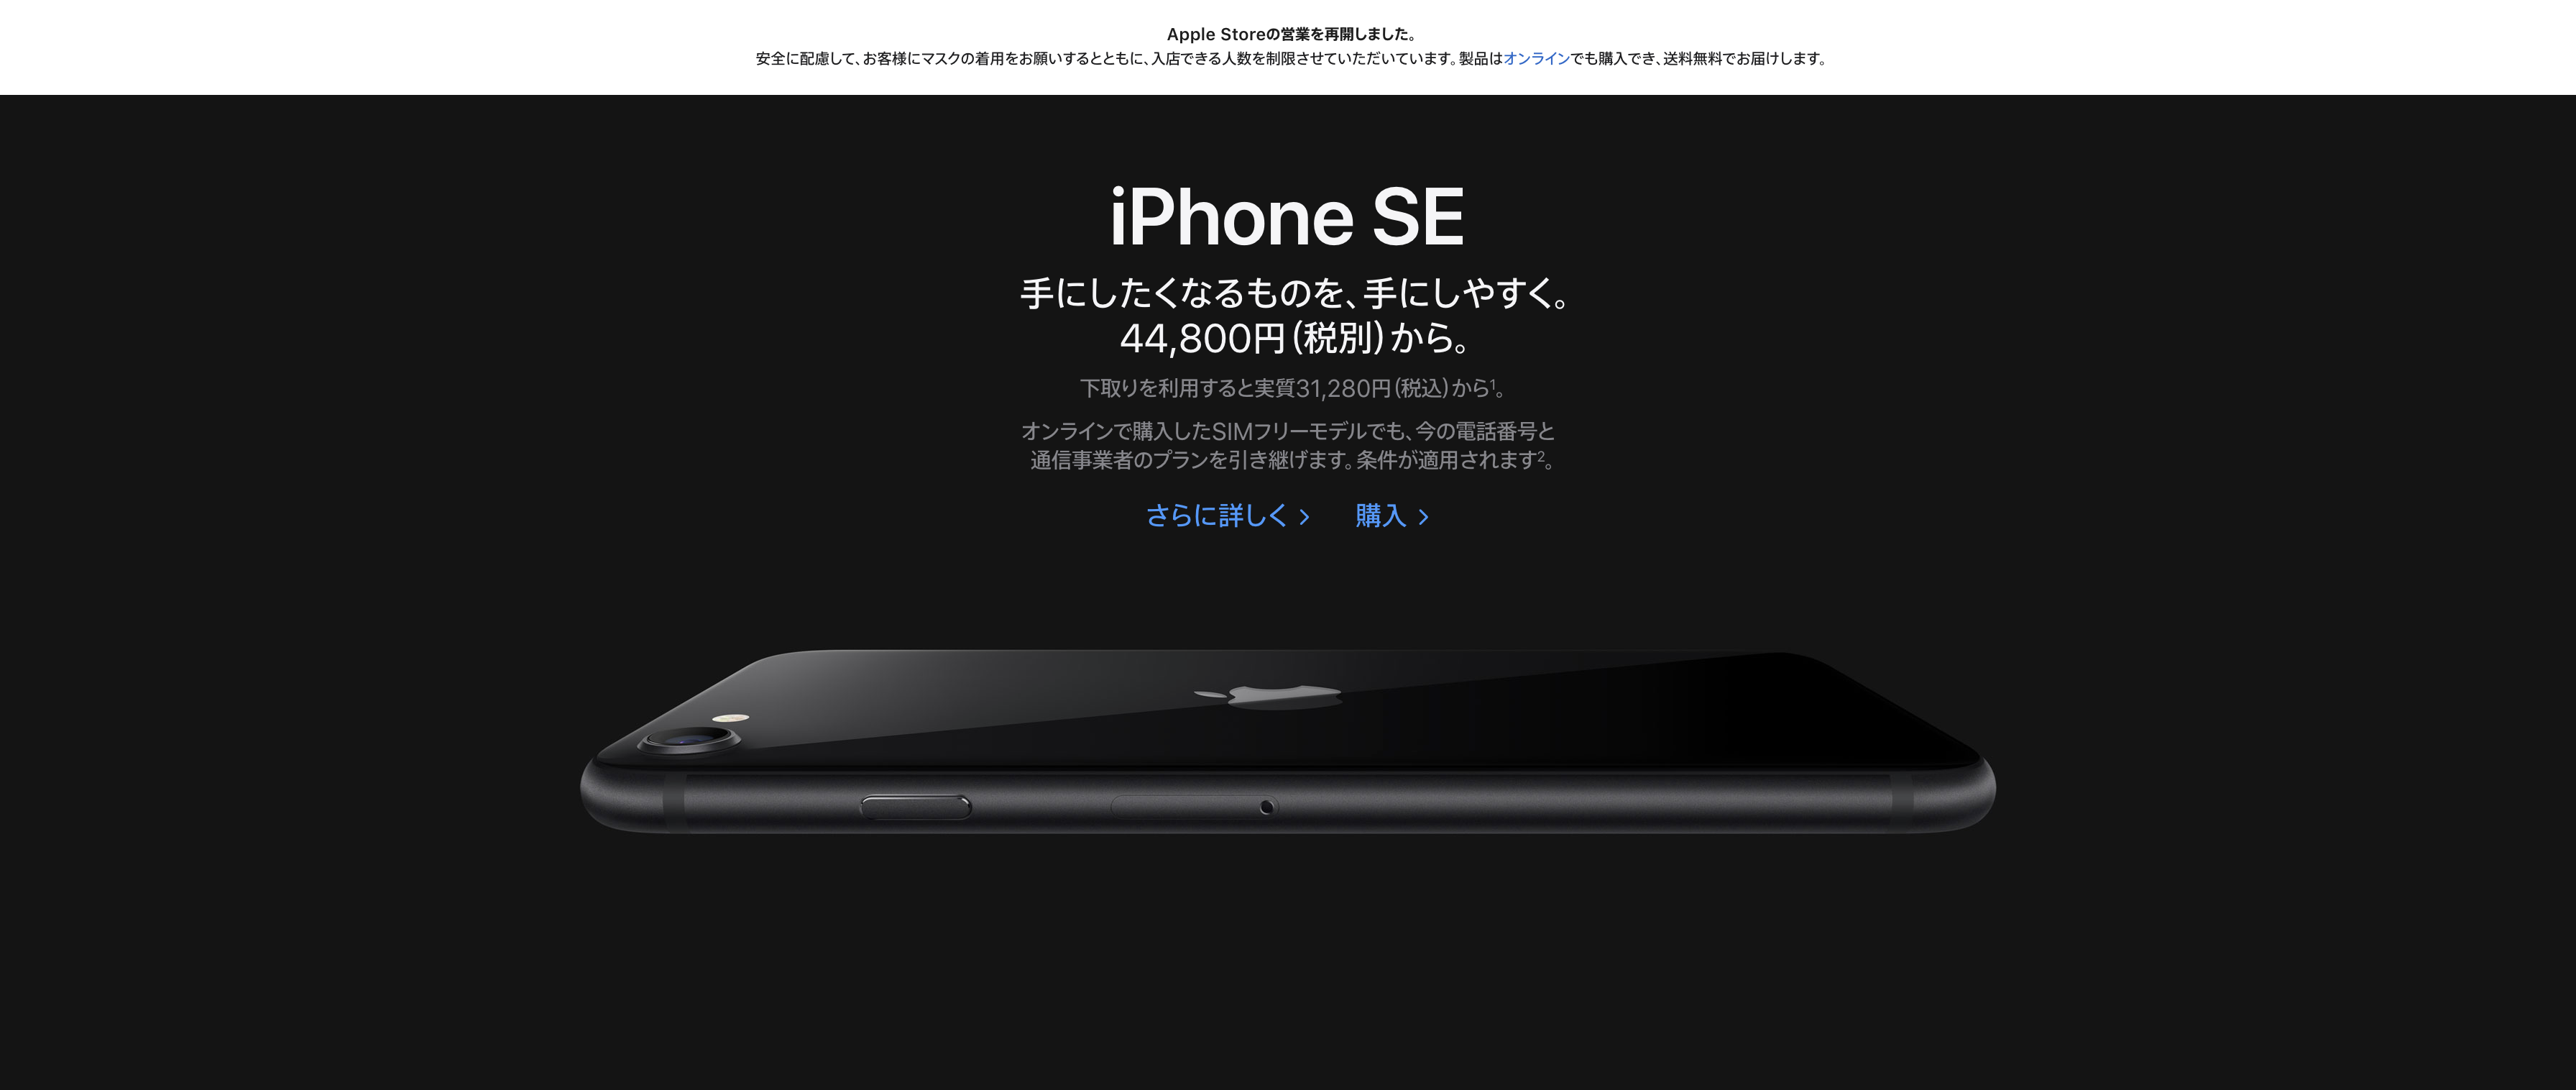 Apple Storeの営業を再開しました。
安全に配慮して、お客様にマスクの着用をお願いするとともに、入店できる人数を制限させていただいています。製品はオンラインでも購入でき、送料無料でお届けします。
iPhone SE
手にしたくなるものを、手にしやすく。
44,800円(税別)から。
下取りを利用すると実質31,280円(税込)から¹。
オンラインで購入したSIMフリーモデルでも、今の電話番号と
通信事業者のプランを引き継げます。条件が適用されます²。
さらに詳しく > 購入 >